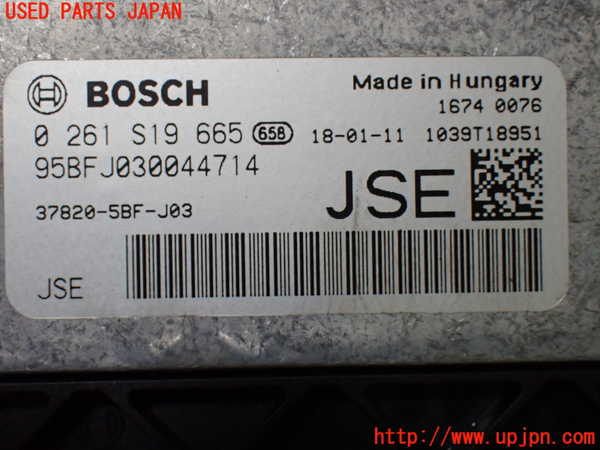 USED PARTS JAPAN
BOSCH
Made in Hungary
1674 0076
0 261 S19 665 658
18-01-11 1039T18951
95BFJ030044714
JSE
37820-5BF-J03
JSE
http://www.upjpn.com/